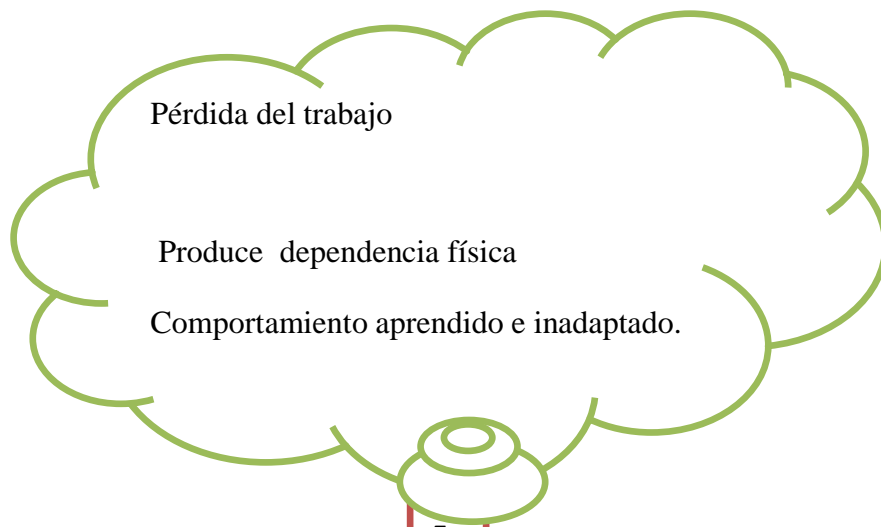 Pérdida del trabajo
Produce dependencia física
Comportamiento aprendido e inadaptado.